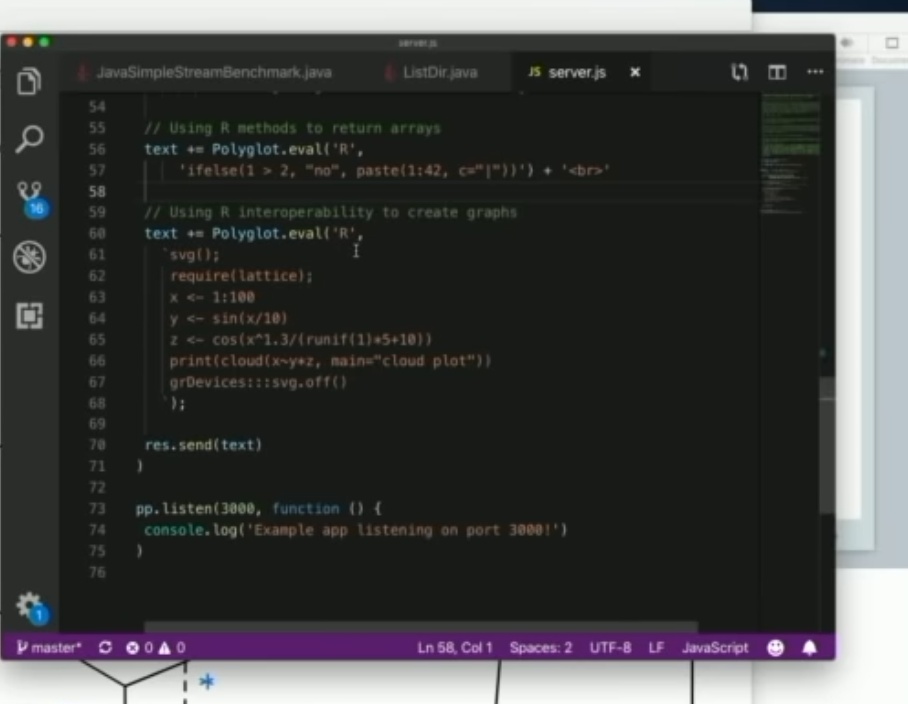 server.js
JavaSimpleStreamBenchmark.java
ListDir.java
JS server.js
54
55 // Using R methods to return arrays
56 text += Polyglot.eval('R',
57 'ifelse(1 > 2, "no", paste(1:42, c="|"))') + '<br>'
58
59 // Using R interoperability to create graphs
60 text += Polyglot.eval('R',
61 `svg();
62 require(lattice);
63 x <- 1:100
64 y <- sin(x/10)
65 z <- cos(x^1.3/(runif(1)*5+10))
66 print(cloud(x~y*z, main="cloud plot"))
67 grDevices:::svg.off()
68 `);
69
70 res.send(text)
71 )
72
73 pp.listen(3000, function () {
74 console.log('Example app listening on port 3000!')
75 )
76
16
1
master* 0 0 Ln 58, Col 1 Spaces: 2 UTF-8 LF JavaScript